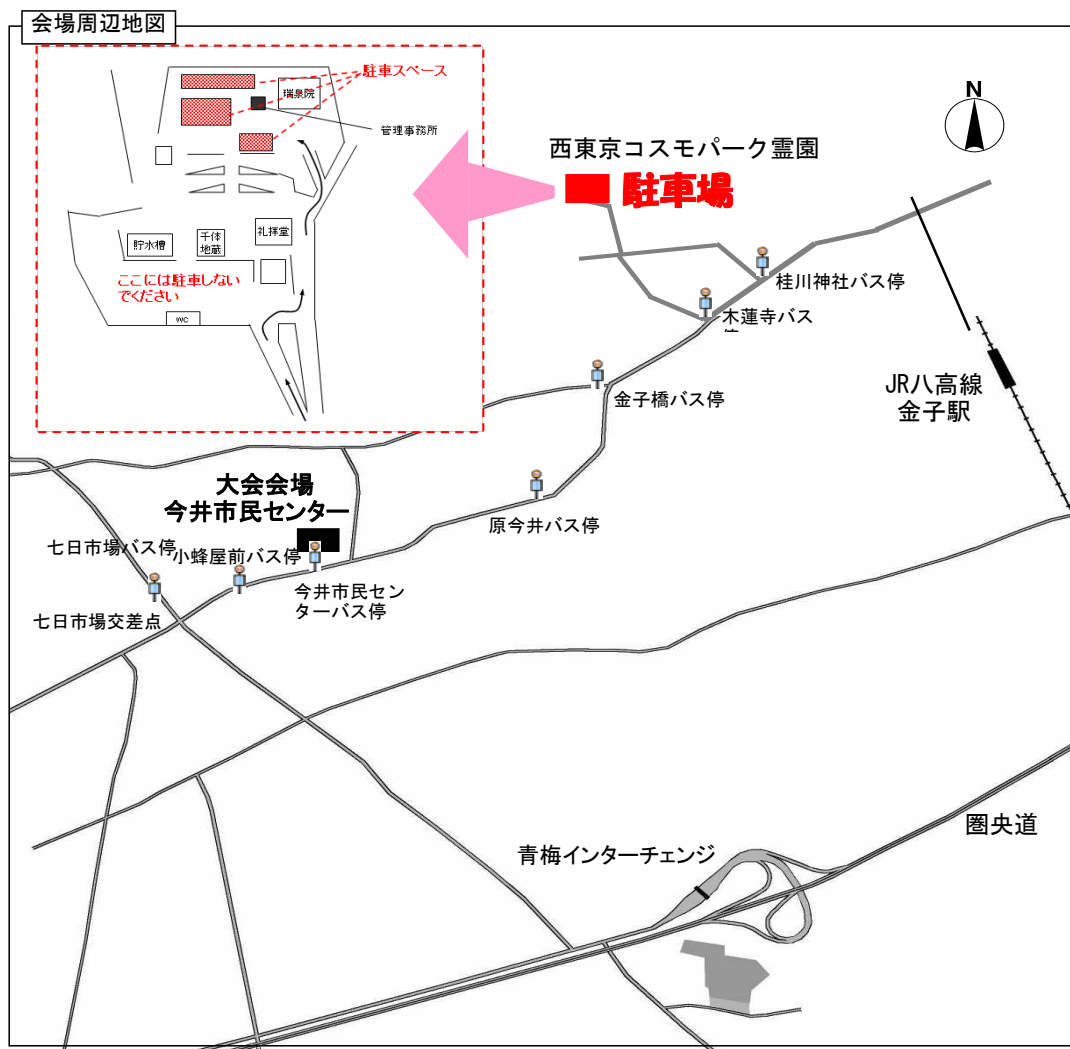 会場周辺地図
駐車スペース
瑞泉院
管理事務所
N
西東京コスモパーク霊園
駐車場
礼拝堂
千体
地蔵
貯水槽
ここには駐車しない
でください
WC
桂川神社バス停
木蓮寺バス
JR八高線
金子駅
金子橋バス停
大会会場
今井市民センター
原今井バス停
七日市場バス停
小蜂屋前バス停
今井市民セン
ターバス停
七日市場交差点
圏央道
青梅インターチェンジ